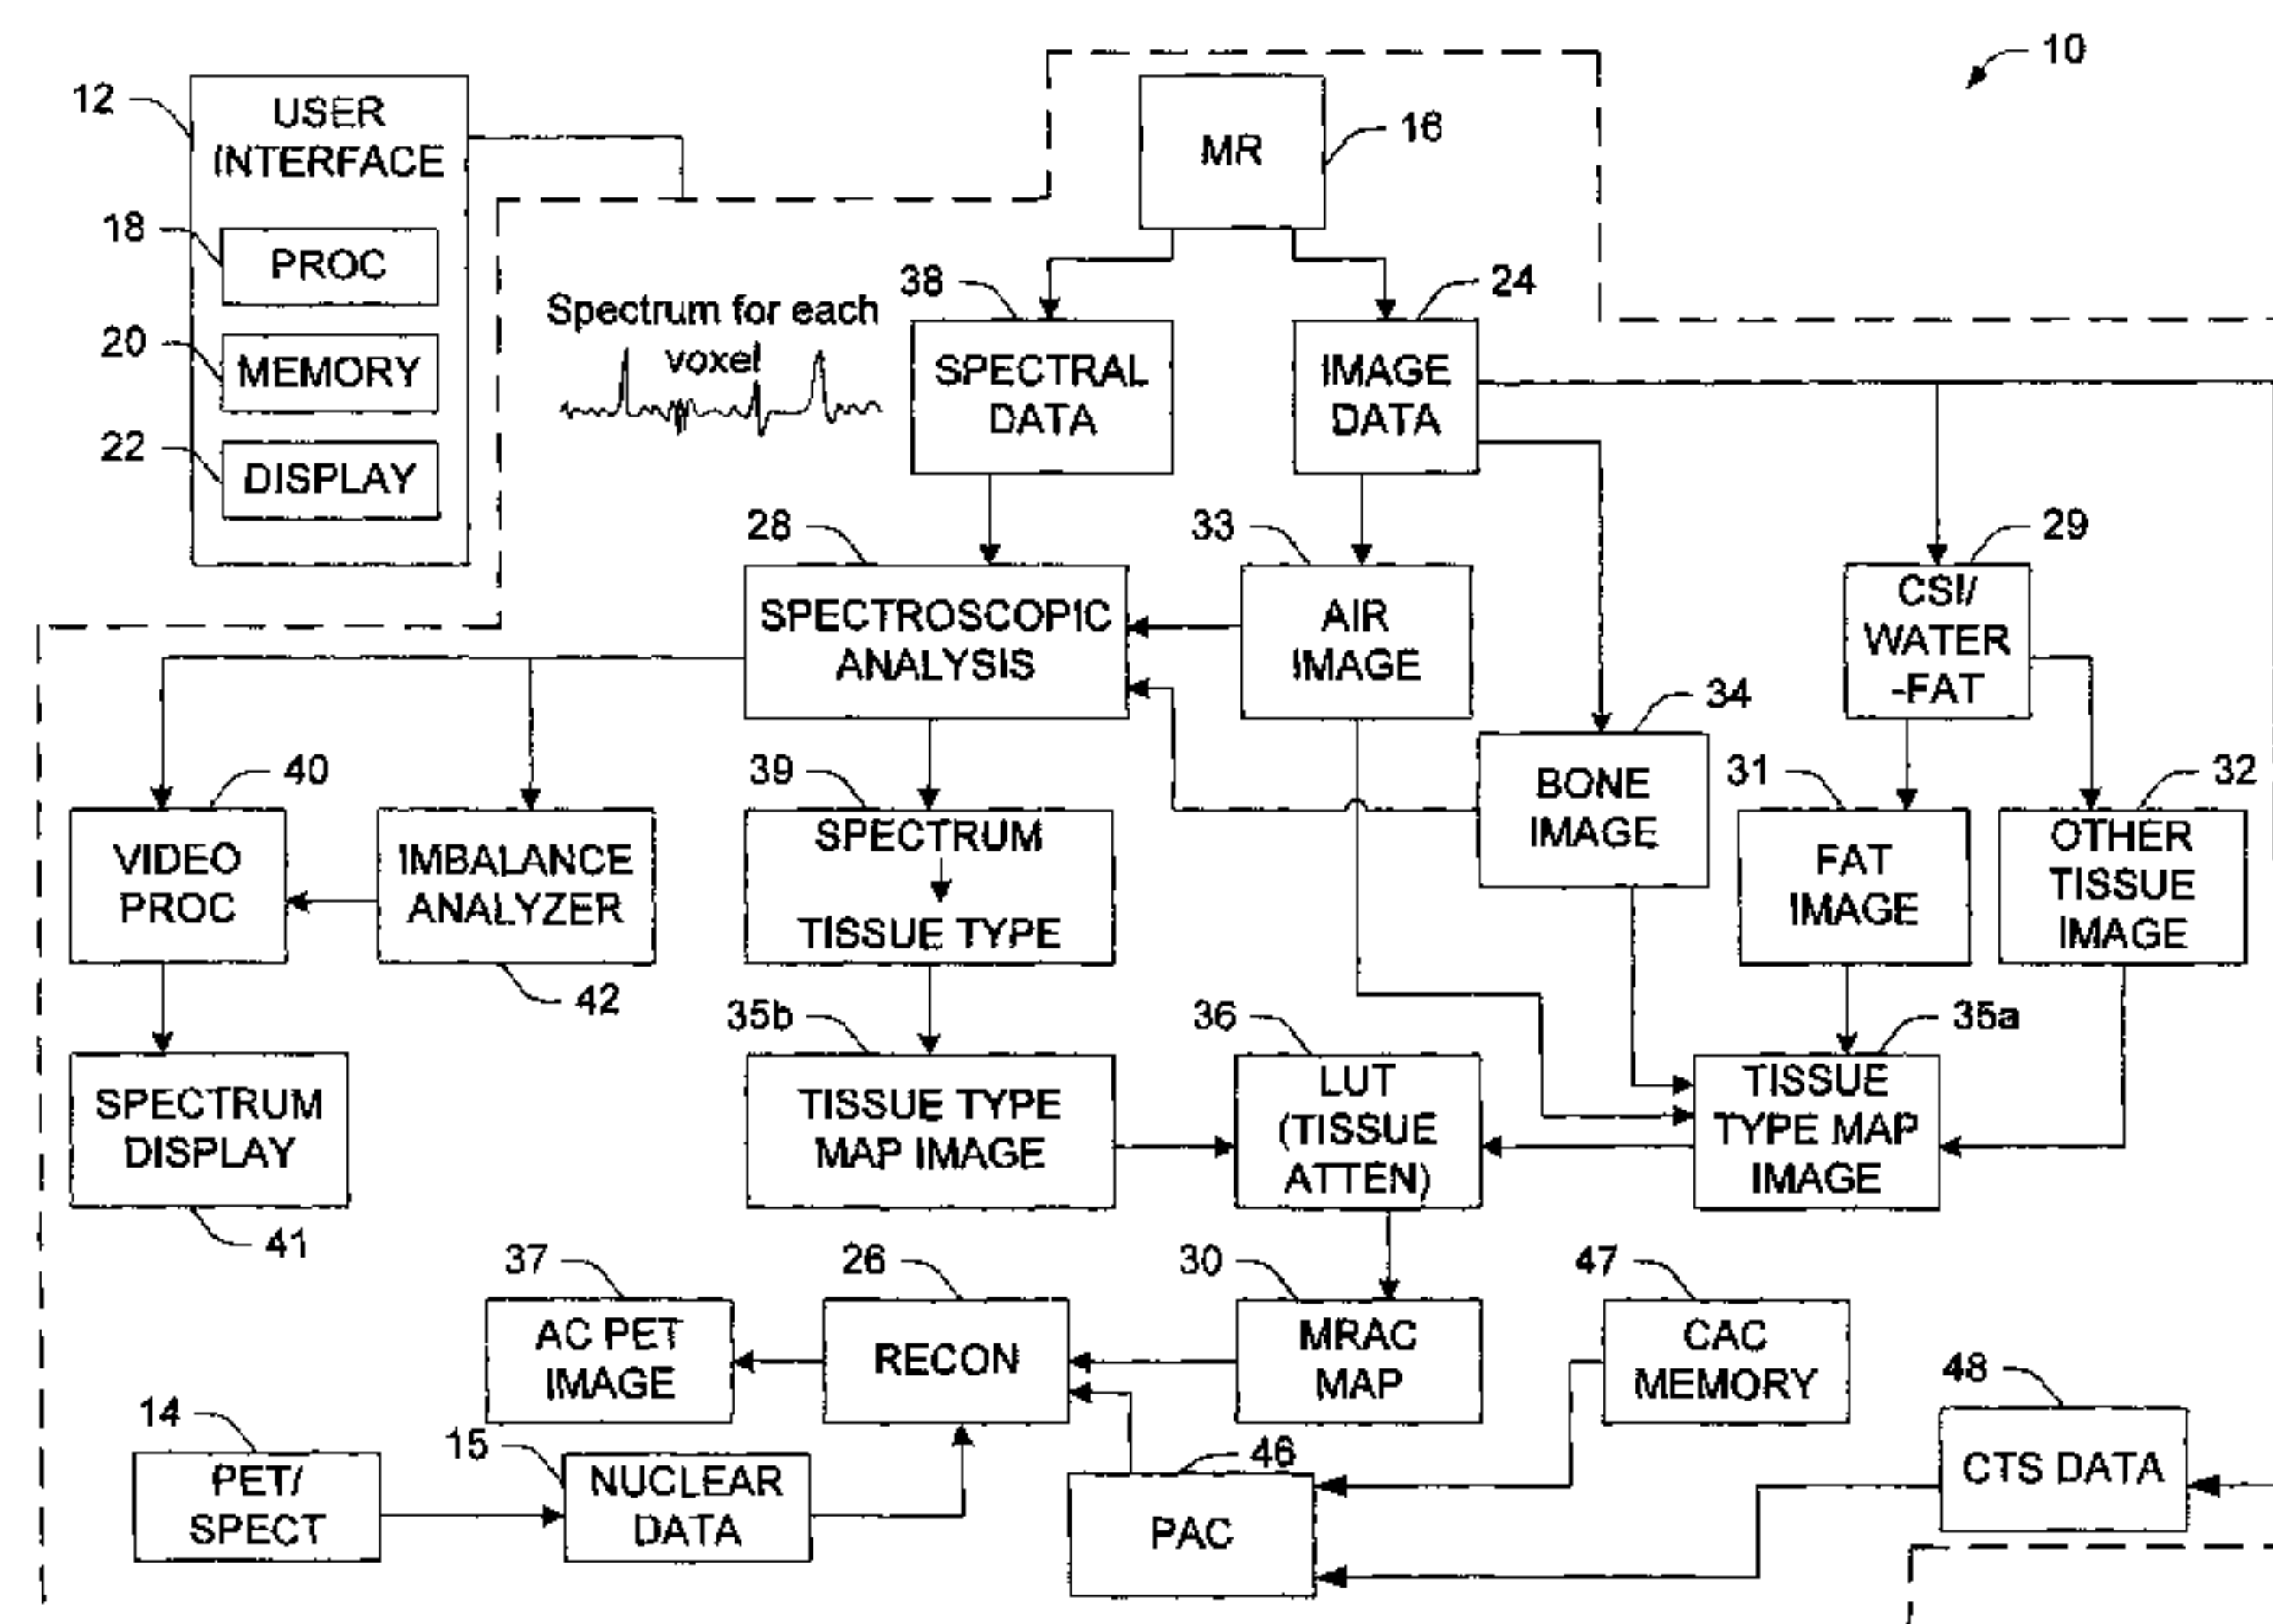 10
12
USER
INTERFACE
16
MR
18
PROC
38
24
Spectrum for each
voxel
20
MEMORY
SPECTRAL
DATA
IMAGE
DATA
22
DISPLAY
28
33
29
SPECTROSCOPIC
ANALYSIS
AIR
IMAGE
CSI/
WATER
-FAT
34
40
39
BONE
IMAGE
31
32
VIDEO
PROC
IMBALANCE
ANALYZER
SPECTRUM
TISSUE TYPE
FAT
IMAGE
OTHER
TISSUE
IMAGE
42
35b
36
35a
SPECTRUM
DISPLAY
TISSUE TYPE
MAP IMAGE
LUT
(TISSUE
ATTEN)
TISSUE
TYPE MAP
IMAGE
41
37
26
30
47
AC PET
IMAGE
RECON
MRAC
MAP
CAC
MEMORY
48
14
15
46
PET/
SPECT
NUCLEAR
DATA
PAC
CTS DATA